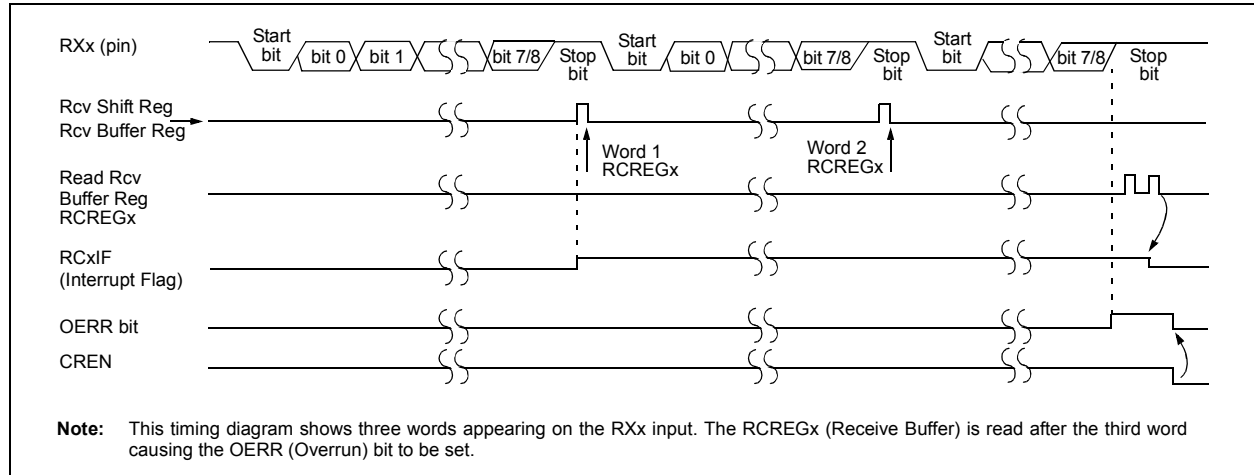 RXx (pin)
Start
bit
bit 0
bit 1
bit 7/8
Stop
bit
Start
bit
bit 0
bit 7/8
Stop
bit
Start
bit
bit 7/8
Stop
bit
Rcv Shift Reg
Rcv Buffer Reg
Word 1
RCREGx
Word 2
RCREGx
Read Rcv
Buffer Reg
RCREGx
RCxIF
(Interrupt Flag)
OERR bit
CREN
Note: This timing diagram shows three words appearing on the RXx input. The RCREGx (Receive Buffer) is read after the third word
causing the OERR (Overrun) bit to be set.